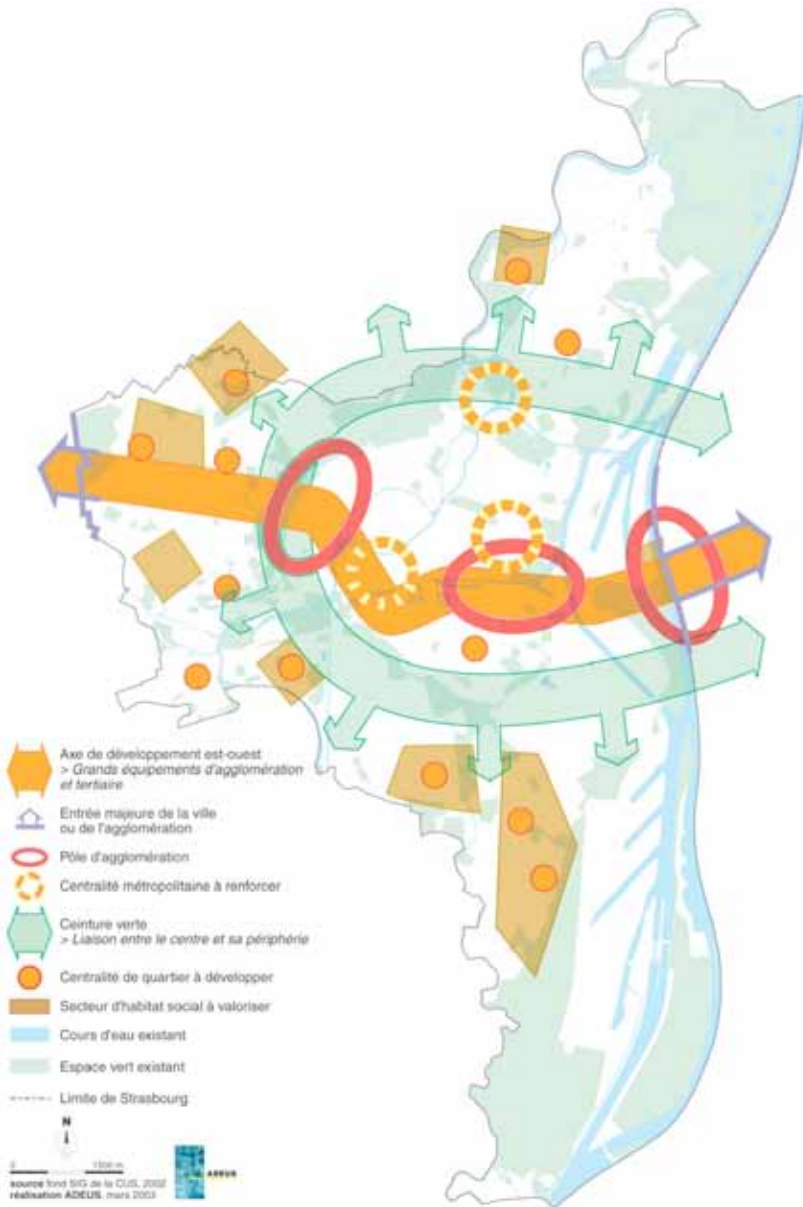 Axe de développement est-ouest
> Grands équipements d'agglomération
et tertiaire
Entrée majeure de la ville
ou de l'agglomération
Pôle d'agglomération
Centralité métropolitaine à renforcer
Ceinture verte
> Liaison entre le centre et sa périphérie
Centralité de quartier à développer
Secteur d'habitat social à valoriser
Cours d'eau existant
Espace vert existant
Limite de Strasbourg
N
0 1500 m
source fond SIG de la CUS, 2002
réalisation ADEUS, mars 2003
ADEUS